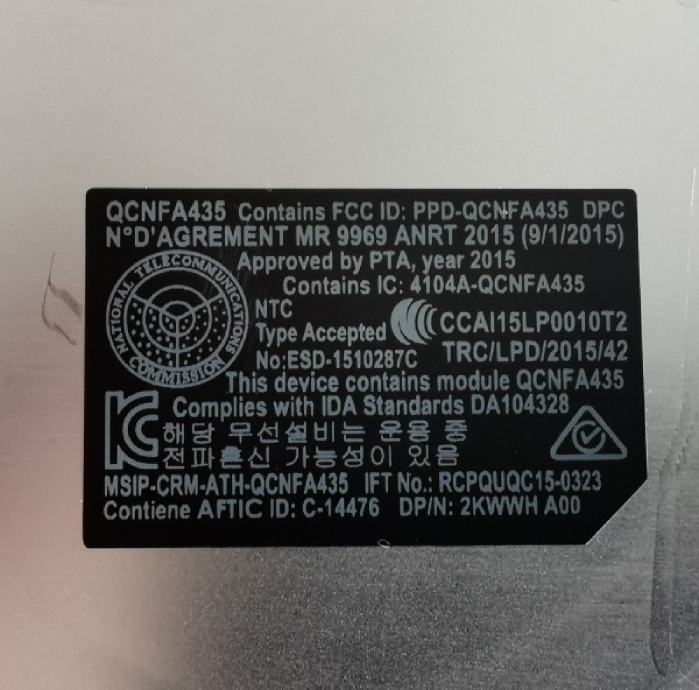 QCNFA435 Contains FCC ID: PPD-QCNFA435 DPC
N°D'AGREMENT MR 9969 ANRT 2015 (9/1/2015)
Approved by PTA, year 2015
Contains IC: 4104A-QCNFA435
NATIONAL TELECOMMUNICATIONS COMMISSION
NTC
Type Accepted
No:ESD-1510287C
CCAI15LP0010T2
TRC/LPD/2015/42
This device contains module QCNFA435
Complies with IDA Standards DA104328
해당 무선설비는 운용 중
전파혼신 가능성이 있음
MSIP-CRM-ATH-QCNFA435 IFT No.: RCPQUQC15-0323
Contiene AFTIC ID: C-14476 DP/N: 2KWWH A00